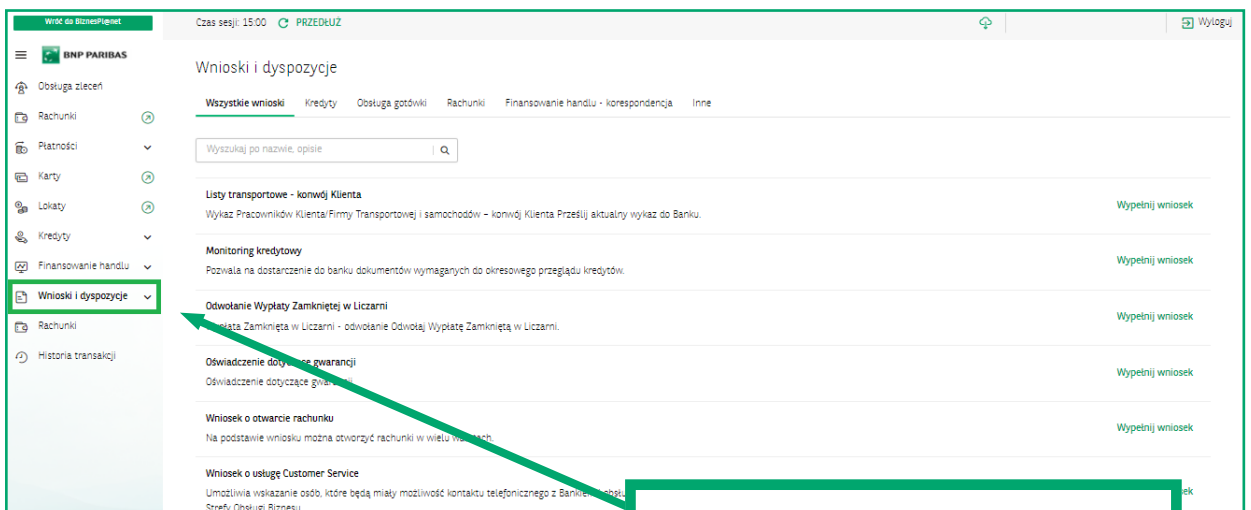 Wróć do BiznesPl@net
Czas sesji: 15:00 PRZEDŁUŻ
Wyloguj
BNP PARIBAS
Obsługa zleceń
Rachunki
Płatności
Karty
Lokaty
Kredyty
Finansowanie handlu
Wnioski i dyspozycje
Rachunki
Historia transakcji
Wnioski i dyspozycje
Wszystkie wnioski Kredyty Obsługa gotówki Rachunki Finansowanie handlu - korespondencja Inne
Wyszukaj po nazwie, opisie
Listy transportowe - konwój Klienta
Wykaz Pracowników Klienta/Firmy Transportowej i samochodów – konwój Klienta Prześlij aktualny wykaz do Banku.
Wypełnij wniosek
Monitoring kredytowy
Pozwala na dostarczenie do banku dokumentów wymaganych do okresowego przeglądu kredytów.
Wypełnij wniosek
Odwołanie Wypłaty Zamkniętej w Liczarni
Zamknięta w Liczarni - odwołanie Odwołaj Wypłatę Zamkniętą w Liczarni.
Wypełnij wniosek
Oświadczenie dotyczące gwarancji
Oświadczenie dotyczące
Wypełnij wniosek
Wniosek o otwarcie rachunku
Na podstawie wniosku można otworzyć rachunki w wielu
Wypełnij wniosek
Wniosek o usługę Customer Service
Umożliwia wskazanie osób, które będą miały możliwość kontaktu telefonicznego z
Strefy Obsługi Biznesu